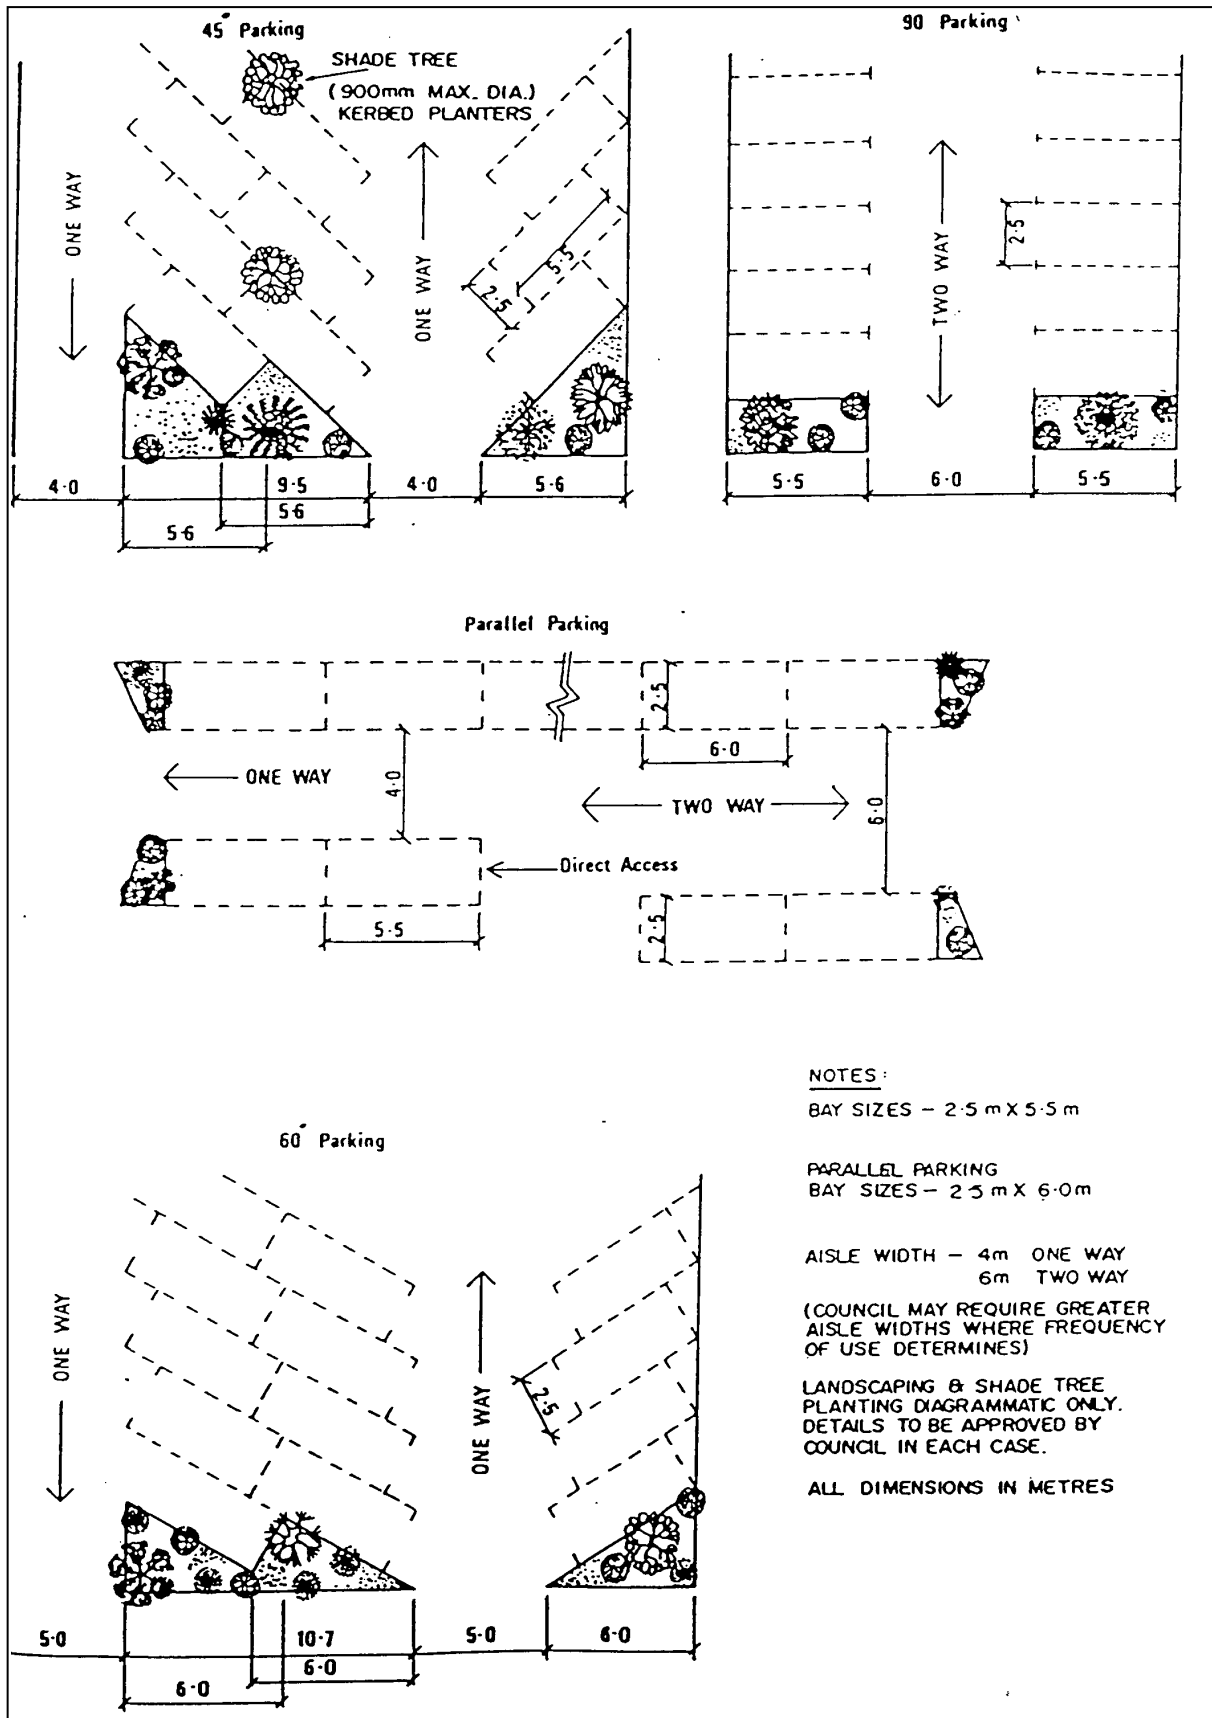 45° Parking
SHADE TREE
(900mm MAX. DIA.)
KERBED PLANTERS
ONE WAY
ONE WAY
5·5
2·5
4·0
9·5
4·0
5·6
5·6
5·6
90 Parking
TWO WAY
2·5
5·5
6·0
5·5
Parallel Parking
2·5
6·0
ONE WAY
4·0
TWO WAY
6·0
Direct Access
5·5
2·5
60° Parking
ONE WAY
ONE WAY
2·5
5·0
10·7
5·0
6·0
6·0
6·0
NOTES:
BAY SIZES - 2·5 m X 5·5 m
PARALLEL PARKING
BAY SIZES - 2·5 m X 6·0m
AISLE WIDTH - 4m ONE WAY
6m TWO WAY
(COUNCIL MAY REQUIRE GREATER
AISLE WIDTHS WHERE FREQUENCY
OF USE DETERMINES)
LANDSCAPING & SHADE TREE
PLANTING DIAGRAMMATIC ONLY.
DETAILS TO BE APPROVED BY
COUNCIL IN EACH CASE.
ALL DIMENSIONS IN METRES